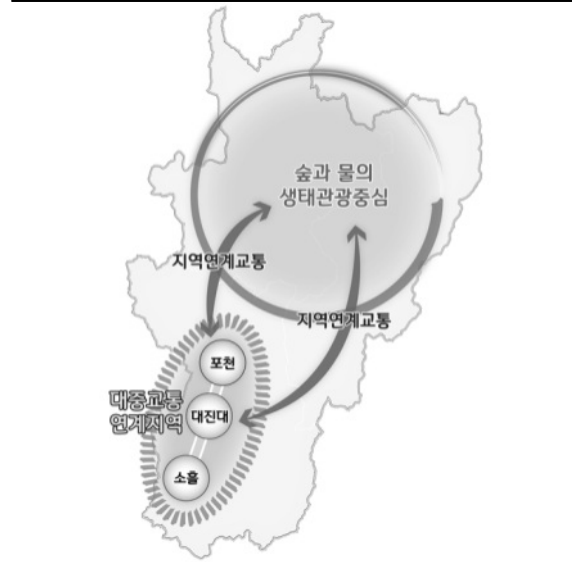 숲과 물의
생태관광중심
지역연계교통
지역연계교통
포천
대중교통
연계지역
대진대
소흘